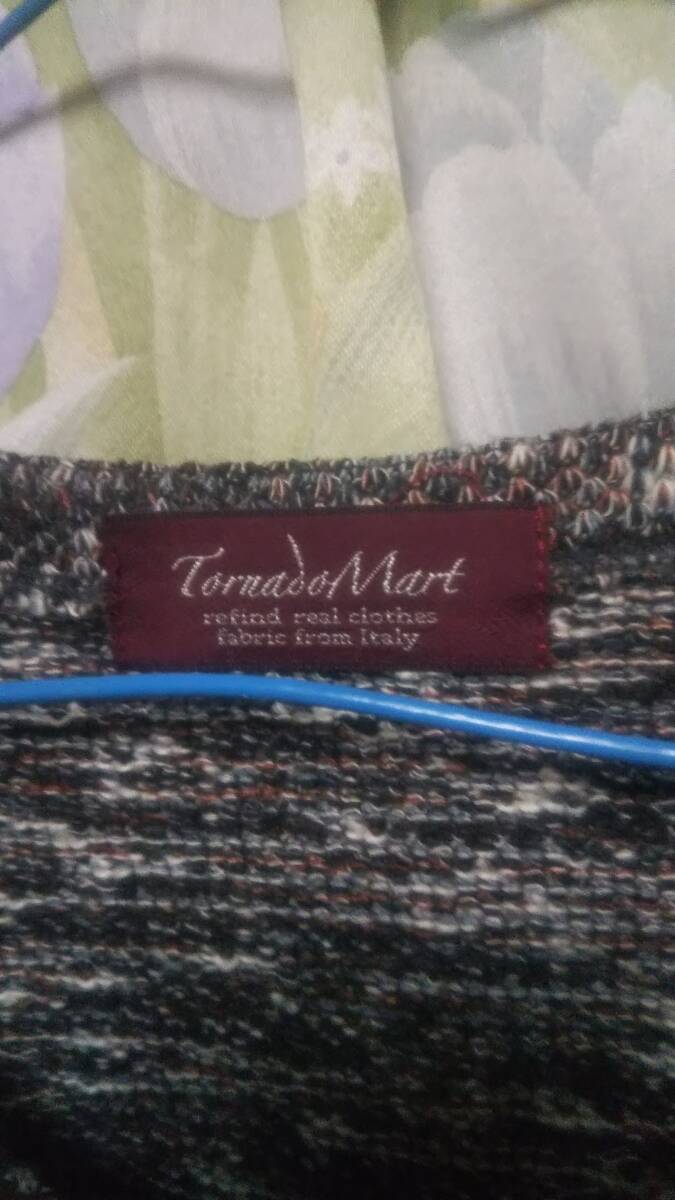 TornadoMart
refind real clothes
fabric from Italy